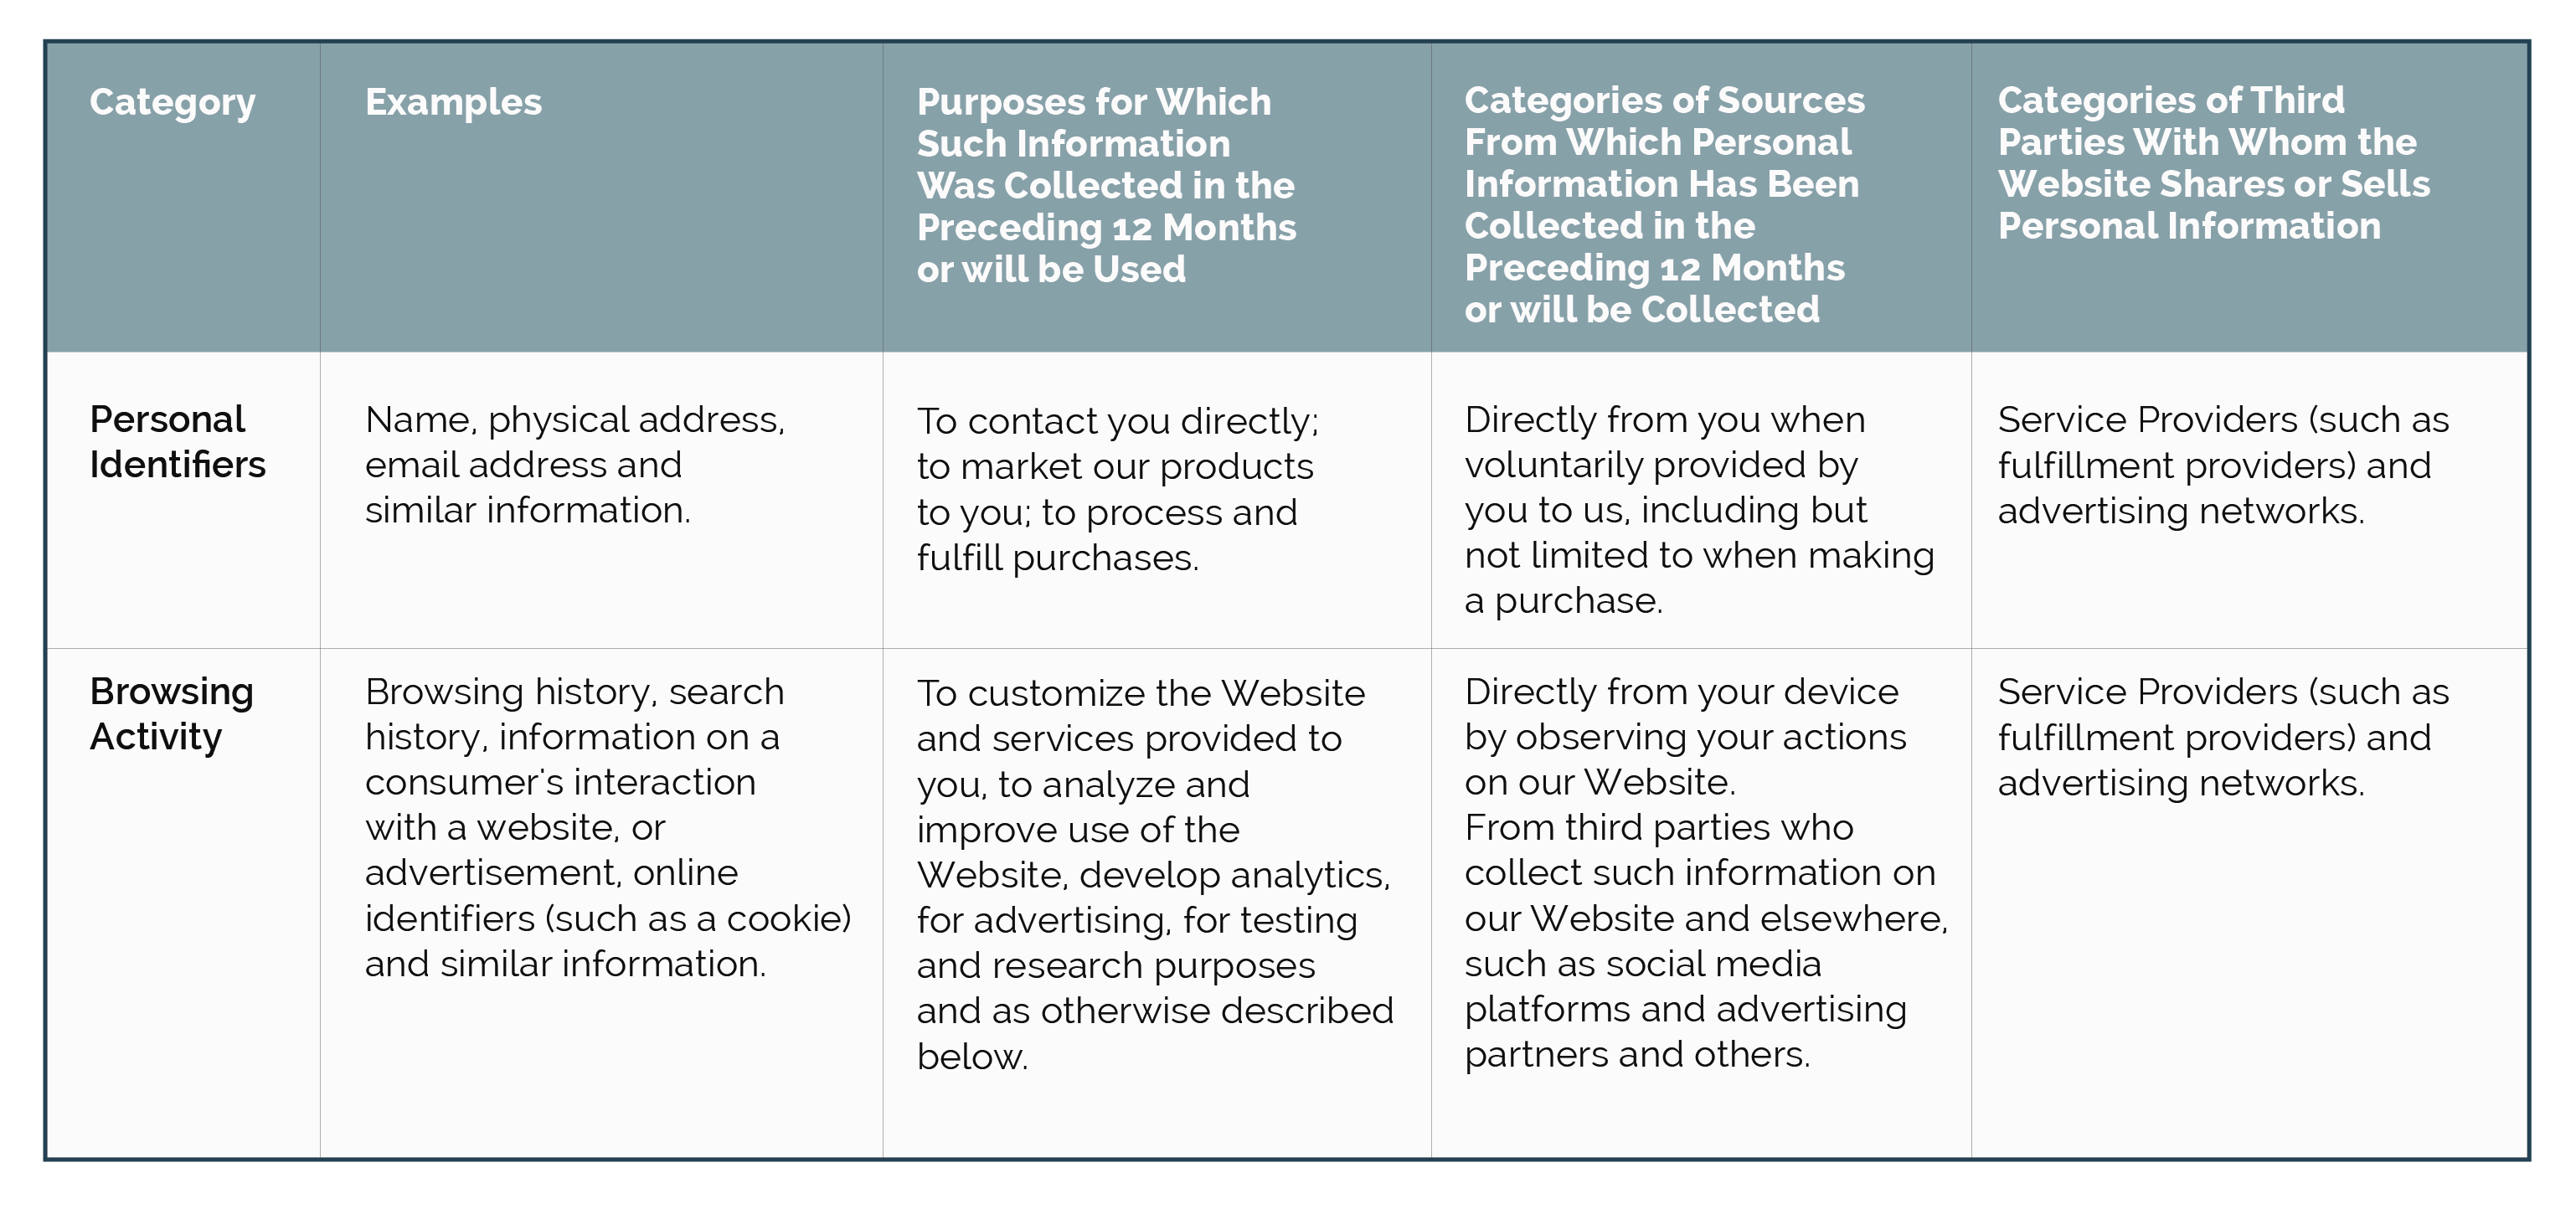 Category
Examples
Purposes for Which
Such Information
Was Collected in the
Preceding 12 Months
or will be Used
Categories of Sources
From Which Personal
Information Has Been
Collected in the
Preceding 12 Months
or will be Collected
Categories of Third
Parties With Whom the
Website Shares or Sells
Personal Information
Personal
Identifiers
Name, physical address,
email address and
similar information.
To contact you directly;
to market our products
to you; to process and
fulfill purchases.
Directly from you when
voluntarily provided by
you to us, including but
not limited to when making
a purchase.
Service Providers (such as
fulfillment providers) and
advertising networks.
Browsing
Activity
Browsing history, search
history, information on a
consumer's interaction
with a website, or
advertisement, online
identifiers (such as a cookie)
and similar information.
To customize the Website
and services provided to
you, to analyze and
improve use of the
Website, develop analytics,
for advertising, for testing
and research purposes
and as otherwise described
below.
Directly from your device
by observing your actions
on our Website.
From third parties who
collect such information on
our Website and elsewhere,
such as social media
platforms and advertising
partners and others.
Service Providers (such as
fulfillment providers) and
advertising networks.